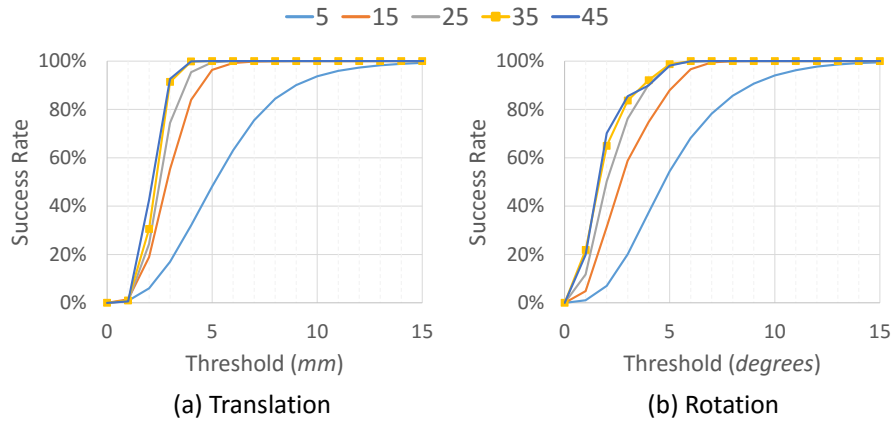 5 15 25 35 45
100%
80%
60%
40%
20%
0%
Success Rate
0 5 10 15
Threshold (mm)
(a) Translation
100%
80%
60%
40%
20%
0%
Success Rate
0 5 10 15
Threshold (degrees)
(b) Rotation